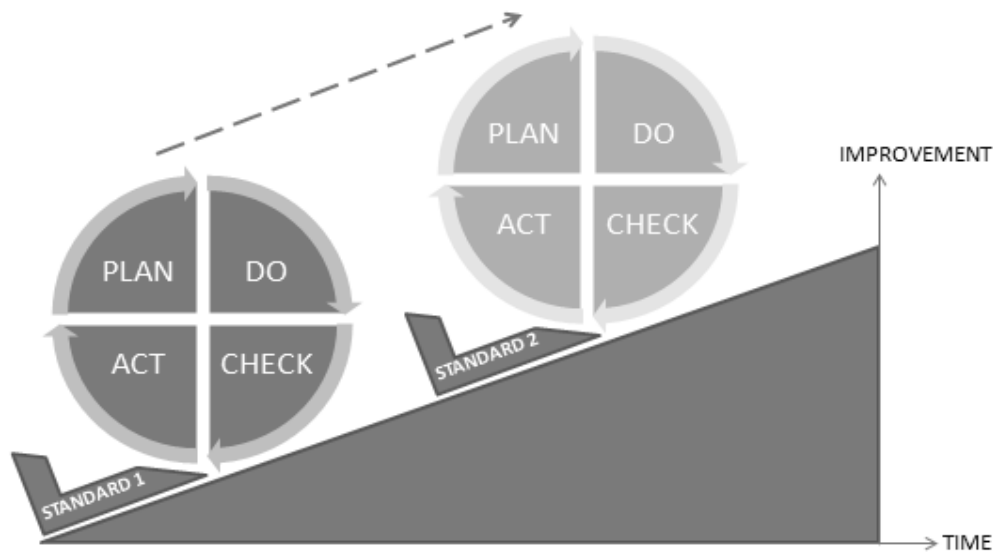 PLAN DO
ACT CHECK
IMPROVEMENT
PLAN DO
ACT CHECK
STANDARD 2
STANDARD 1
TIME